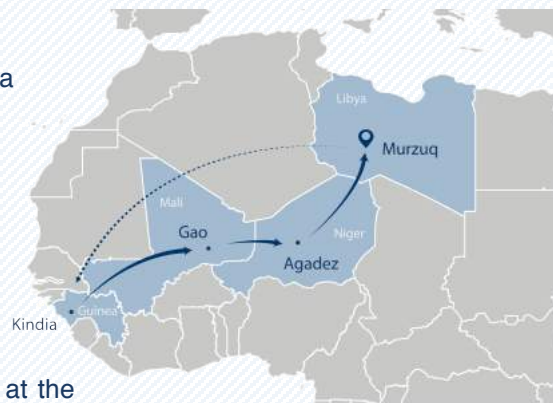 a
Libya
Murzuq
Mali
Gao
Niger
Agadez
Guinea
Kindia
at the